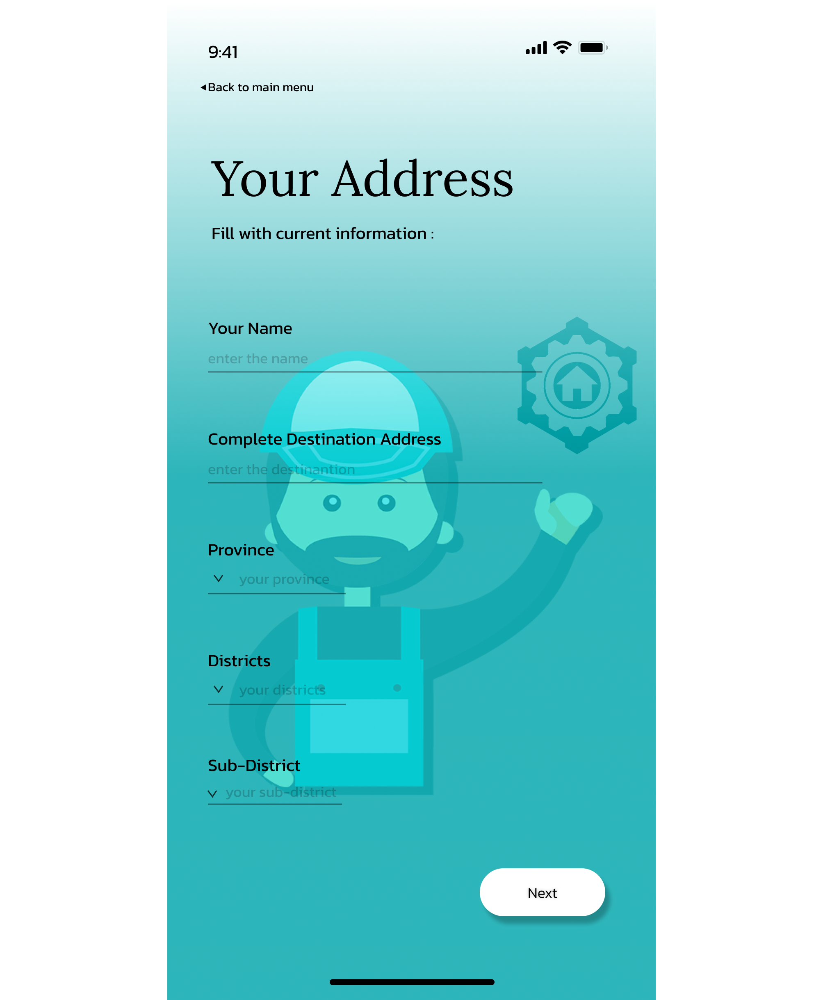 9:41
Back to main menu
Your Address
Fill with current information :
Your Name
enter the name
Complete Destination Address
enter the destinantion
Province
your province
Districts
your districts
Sub-District
your sub-district
Next